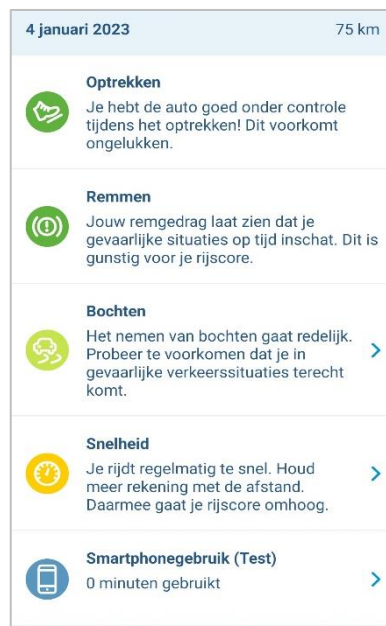 4 januari 2023 75 km
Optrekken
Je hebt de auto goed onder controle
tijdens het optrekken! Dit voorkomt
ongelukken.
Remmen
Jouw remgedrag laat zien dat je
gevaarlijke situaties op tijd inschat. Dit is
gunstig voor je rijscore.
Bochten
Het nemen van bochten gaat redelijk.
Probeer te voorkomen dat je in
gevaarlijke verkeerssituaties terecht
komt.
Snelheid
Je rijdt regelmatig te snel. Houd
meer rekening met de afstand.
Daarmee gaat je rijscore omhoog.
Smartphonegebruik (Test)
0 minuten gebruikt